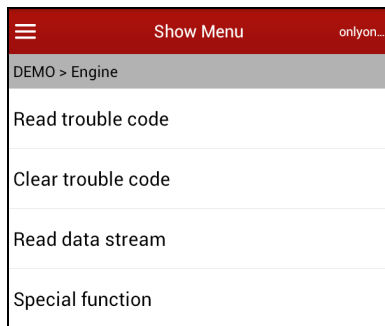 Show Menu onlyon...
DEMO > Engine
Read trouble code
Clear trouble code
Read data stream
Special function